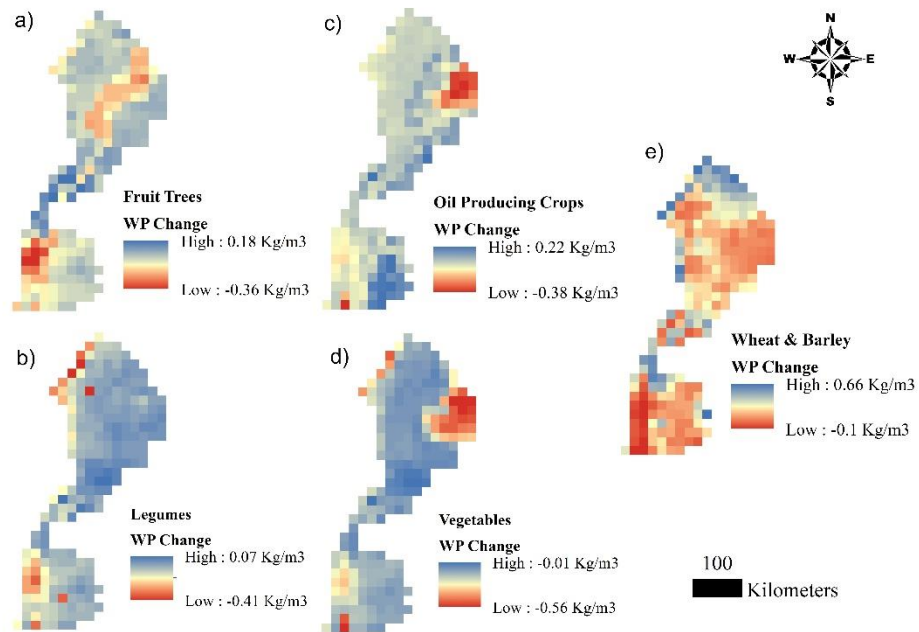 a)
c)
N
W
E
S
Fruit Trees
WP Change
High : 0.18 Kg/m3
Low : -0.36 Kg/m3
Oil Producing Crops
WP Change
High : 0.22 Kg/m3
Low : -0.38 Kg/m3
e)
b)
d)
Wheat & Barley
WP Change
High : 0.66 Kg/m3
Low : -0.1 Kg/m3
Legumes
WP Change
High : 0.07 Kg/m3
Low : -0.41 Kg/m3
Vegetables
WP Change
High : -0.01 Kg/m3
Low : -0.56 Kg/m3
100
Kilometers